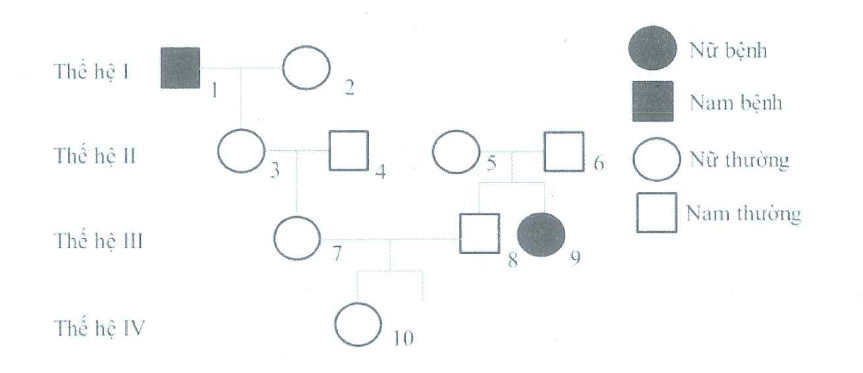 Thế hệ I
1
2
Nữ bệnh
Nam bệnh
Thế hệ II
3
4
5
6
Nữ thường
Nam thường
Thế hệ III
7
8
9
Thế hệ IV
10